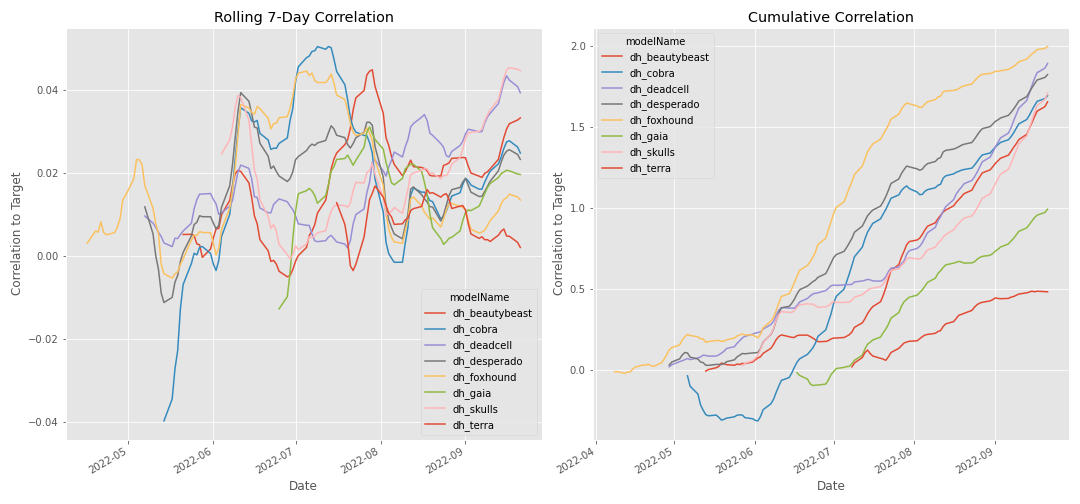 Rolling 7-Day Correlation
Correlation to Target
0.04
0.02
0.00
−0.02
−0.04
2022-05
2022-06
2022-07
2022-08
2022-09
Date
modelName
dh_beautybeast
dh_cobra
dh_deadcell
dh_desperado
dh_foxhound
dh_gaia
dh_skulls
dh_terra
Cumulative Correlation
Correlation to Target
2.0
1.5
1.0
0.5
0.0
2022-04
2022-05
2022-06
2022-07
2022-08
2022-09
Date
modelName
dh_beautybeast
dh_cobra
dh_deadcell
dh_desperado
dh_foxhound
dh_gaia
dh_skulls
dh_terra